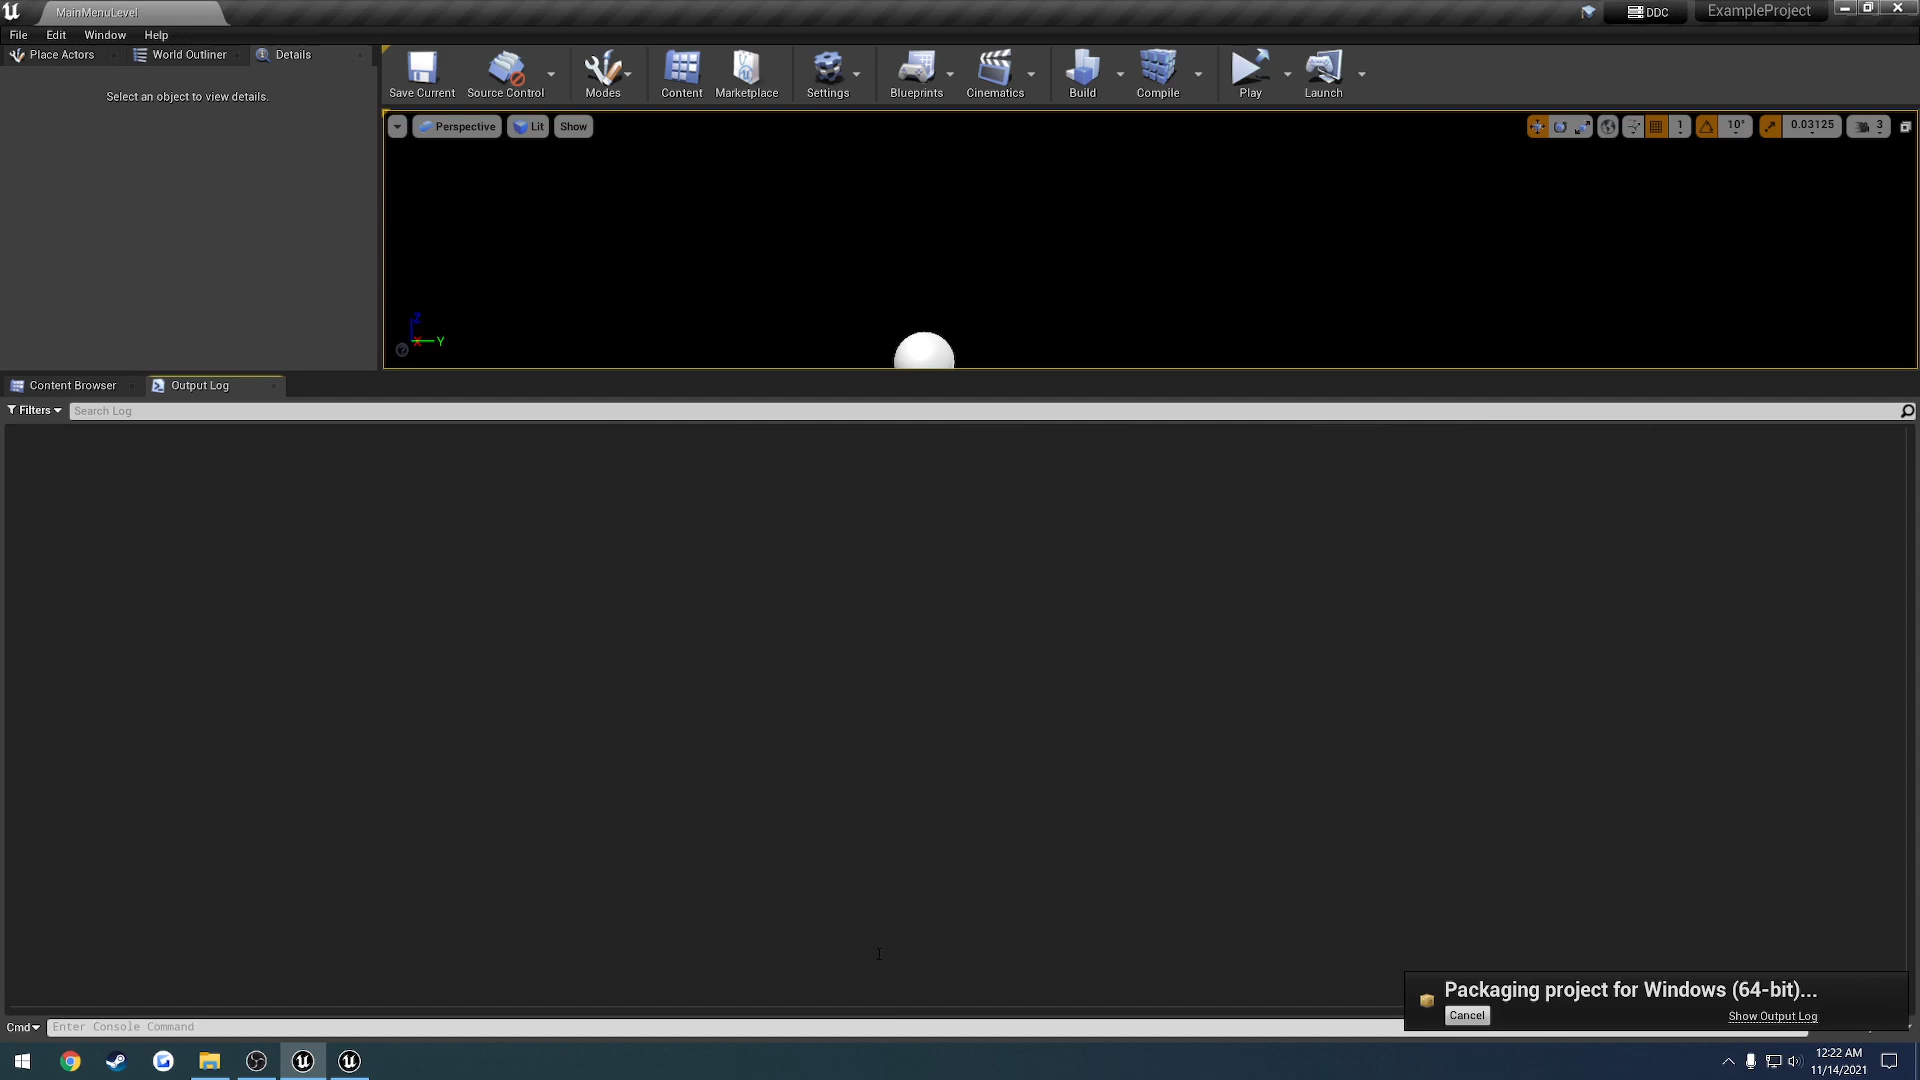 MainMenuLevel
DDC
ExampleProject
File Edit Window Help
Place Actors World Outliner Details
Select an object to view details.
Save Current Source Control Modes Content Marketplace Settings Blueprints Cinematics Build Compile Play Launch
Perspective Lit Show
1 10° 0.03125 3
Z
X Y
Content Browser Output Log
Filters Search Log
Packaging project for Windows (64-bit)...
Cancel Show Output Log
Cmd Enter Console Command
12:22 AM
11/14/2021